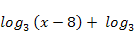 log₃ (x − 8) + log₃